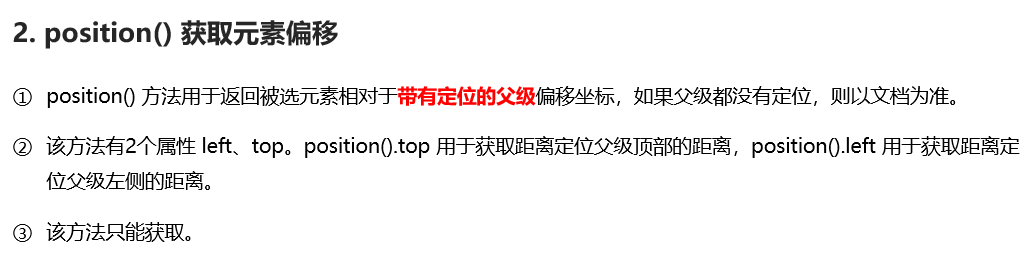 2. position() 获取元素偏移
① position() 方法用于返回被选元素相对于带有定位的父级偏移坐标，如果父级都没有定位，则以文档为准。
② 该方法有2个属性 left、top。position().top 用于获取距离定位父级顶部的距离，position().left 用于获取距离定
位父级左侧的距离。
③ 该方法只能获取。